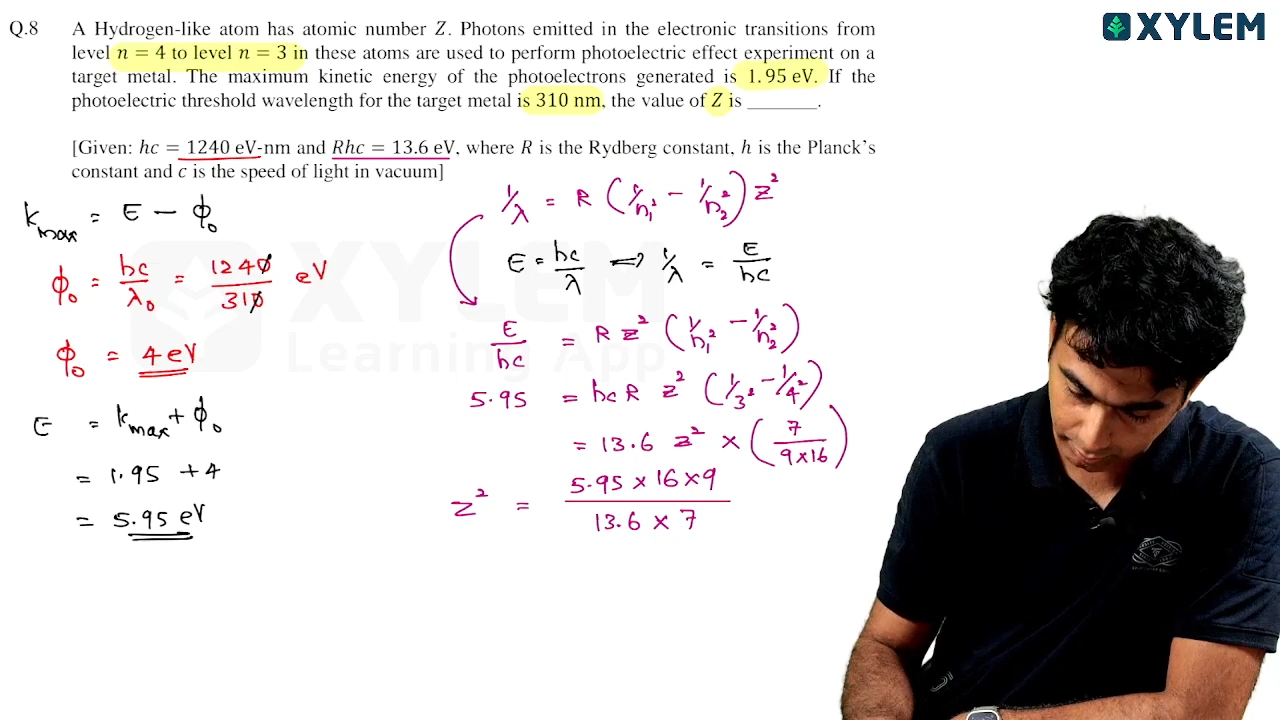 XYLEM
Q.8 A Hydrogen-like atom has atomic number Z. Photons emitted in the electronic transitions from
level n = 4 to level n = 3 in these atoms are used to perform photoelectric effect experiment on a
target metal. The maximum kinetic energy of the photoelectrons generated is 1.95 eV. If the
photoelectric threshold wavelength for the target metal is 310 nm, the value of Z is _______.
[Given: hc = 1240 eV-nm and Rhc = 13.6 eV, where R is the Rydberg constant, h is the Planck's
constant and c is the speed of light in vacuum]
K_max = E − ϕ₀
ϕ₀ = hc/λ₀ = 1240/310 eV
ϕ₀ = 4 eV
E = K_max + ϕ₀
= 1.95 + 4
= 5.95 eV
1/λ = R (1/n₁² − 1/n₂²) Z²
E = hc/λ ⇒ 1/λ = E/hc
E/hc = R Z² (1/n₁² − 1/n₂²)
5.95 = hc R Z² (1/3² − 1/4²)
= 13.6 Z² × (7/(9×16))
Z² = (5.95 × 16 × 9)/(13.6 × 7)
XYLEM
Learning App